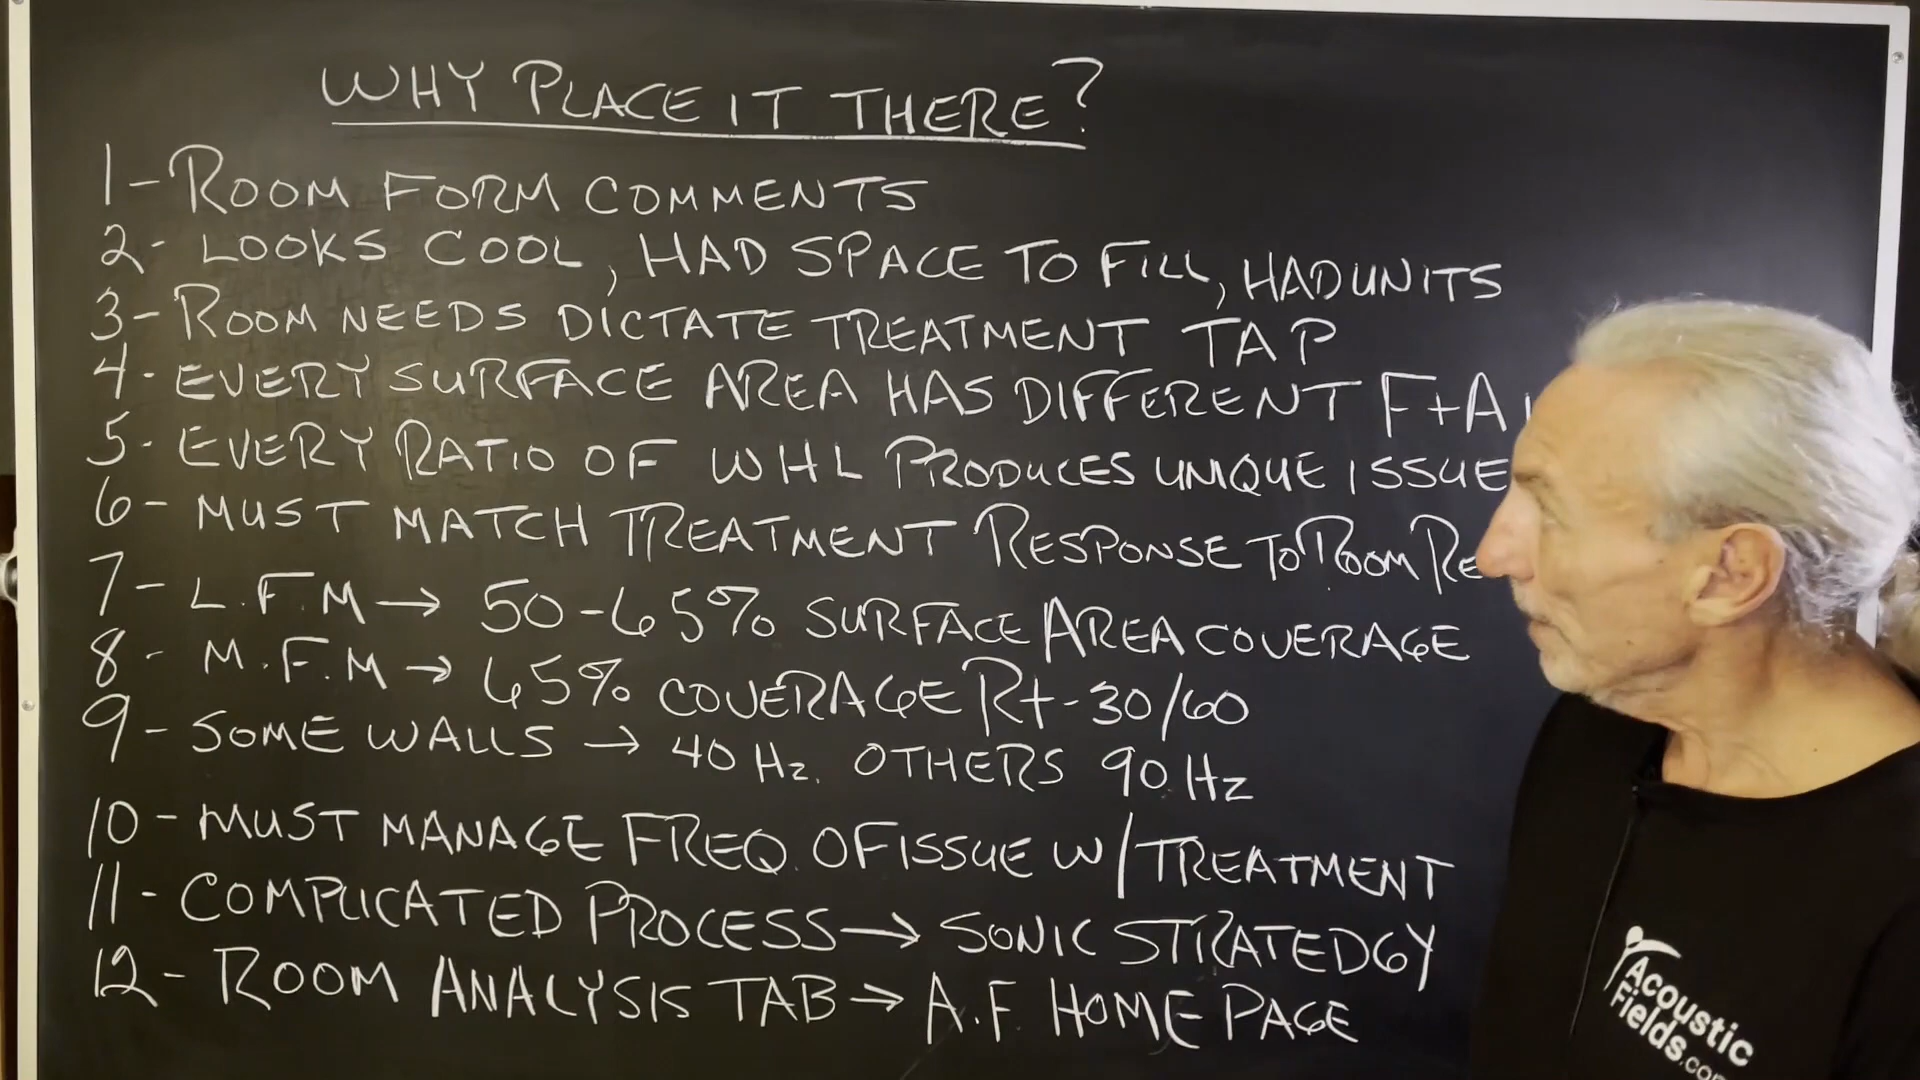 WHY PLACE IT THERE?
1 - ROOM FORM COMMENTS
2 - LOOKS COOL, HAD SPACE TO FILL, HAD UNITS
3 - ROOM NEEDS DICTATE TREATMENT TAP
4 - EVERY SURFACE AREA HAS DIFFERENT F+A
5 - EVERY RATIO OF WHL PRODUCES UNIQUE ISSUE
6 - MUST MATCH TREATMENT RESPONSE TO ROOM RE
7 - L.F.M → 50-65% SURFACE AREA COVERAGE
8 - M.F.M → 65% COVERAGE Rt-30/60
9 - SOME WALLS → 40 Hz. OTHERS 90 Hz
10 - MUST MANAGE FREQ. OF ISSUE W/TREATMENT
11 - COMPLICATED PROCESS → SONIC STRATEDGY
12 - ROOM ANALYSIS TAB → A.F. HOME PAGE
Acoustic
Fields.com